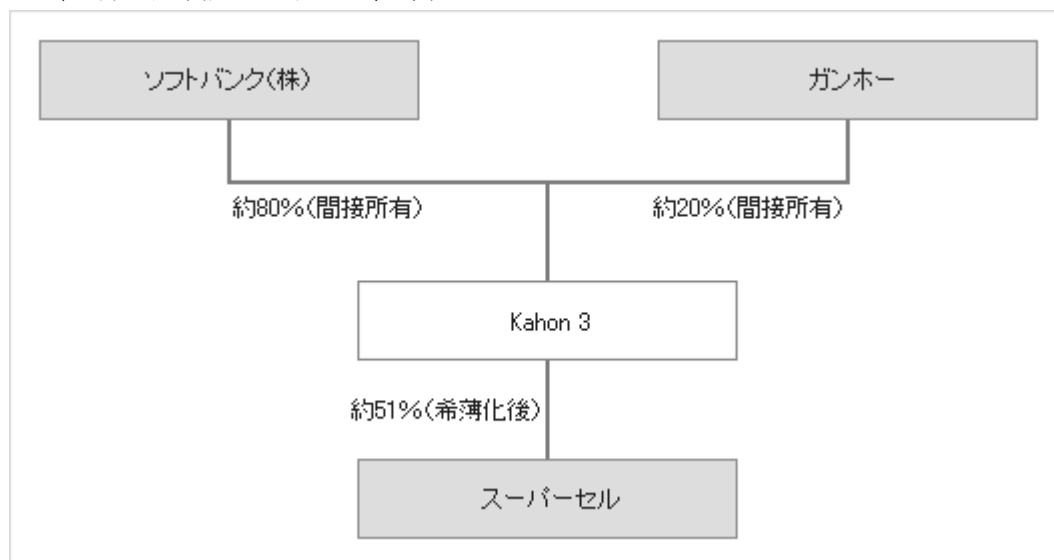 ソフトバンク(株)
ガンホー
約80%(間接所有)
約20%(間接所有)
Kahon 3
約51%(希薄化後)
スーパーセル